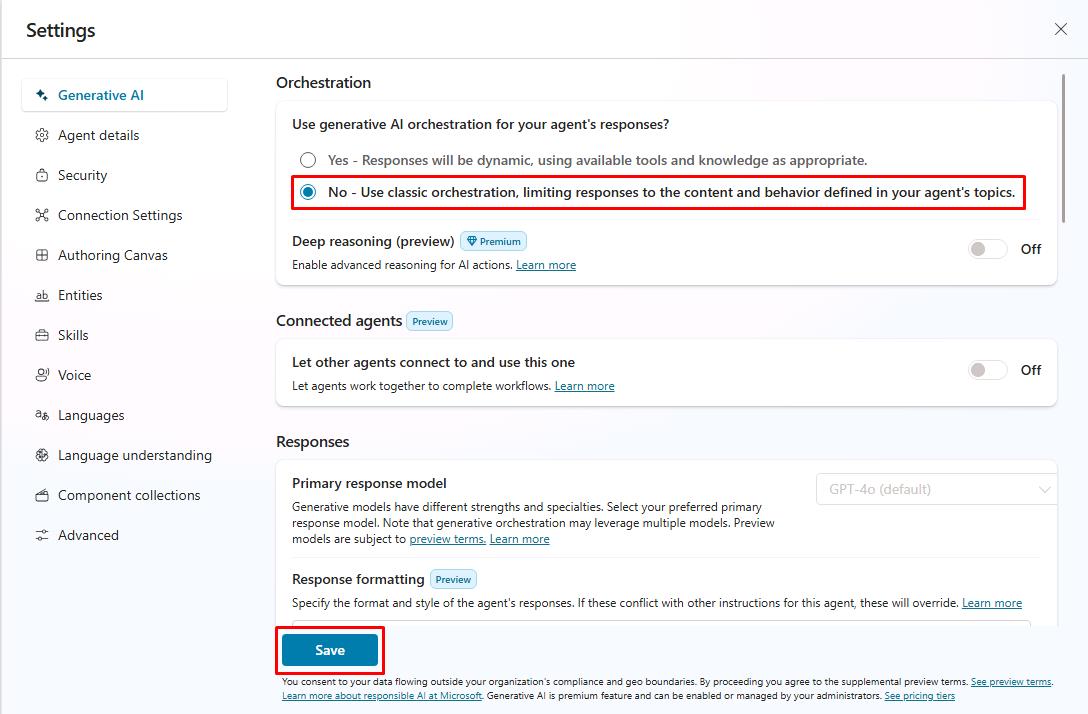 Settings
Generative AI
Agent details
Security
Connection Settings
Authoring Canvas
Entities
Skills
Voice
Languages
Language understanding
Component collections
Advanced
Orchestration
Use generative AI orchestration for your agent's responses?
Yes - Responses will be dynamic, using available tools and knowledge as appropriate.
No - Use classic orchestration, limiting responses to the content and behavior defined in your agent's topics.
Deep reasoning (preview) Premium
Enable advanced reasoning for AI actions. Learn more
Off
Connected agents Preview
Let other agents connect to and use this one
Let agents work together to complete workflows. Learn more
Off
Responses
Primary response model
Generative models have different strengths and specialties. Select your preferred primary
response model. Note that generative orchestration may leverage multiple models. Preview
models are subject to preview terms. Learn more
GPT-4o (default)
Response formatting Preview
Specify the format and style of the agent's responses. If these conflict with other instructions for this agent, these will override. Learn more
Save
You consent to your data flowing outside your organization's compliance and geo boundaries. By proceeding you agree to the supplemental preview terms. See preview terms.
Learn more about responsible AI at Microsoft. Generative AI is premium feature and can be enabled or managed by your administrators. See pricing tiers